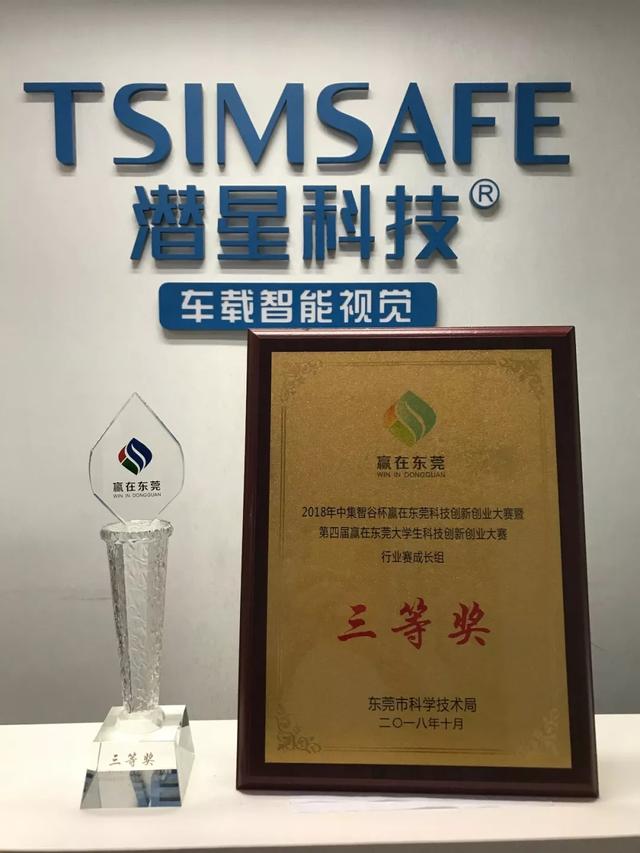 TSIMSAFE
潜星科技®
车载智能视觉
赢在东莞
WIN IN DONGGUAN
三等奖
赢在东莞
WIN IN DONGGUAN
2018年中集智谷杯赢在东莞科技创新创业大赛暨
第四届赢在东莞大学生科技创新创业大赛
行业赛成长组
三等奖
东莞市科学技术局
二〇一八年十月